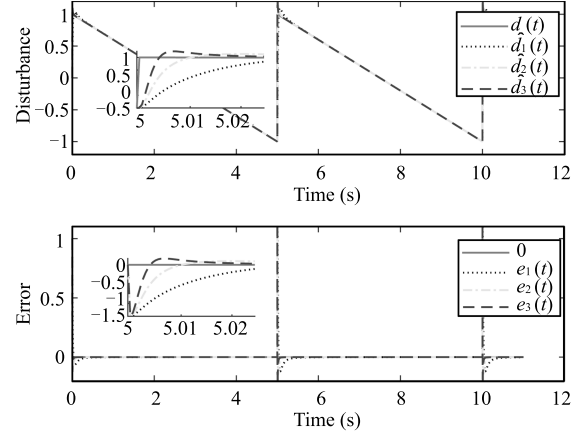 1
0.5
0
−0.5
−1
Disturbance
0 2 4 6 8 10 12
Time (s)
1
0.5
0
−0.5
5 5.01 5.02
d (t)
d̂1(t)
d̂2(t)
d̂3(t)
1
0.5
0
Error
0 2 4 6 8 10 12
Time (s)
0
−0.5
−1
−1.5
5 5.01 5.02
0
e1(t)
e2(t)
e3(t)